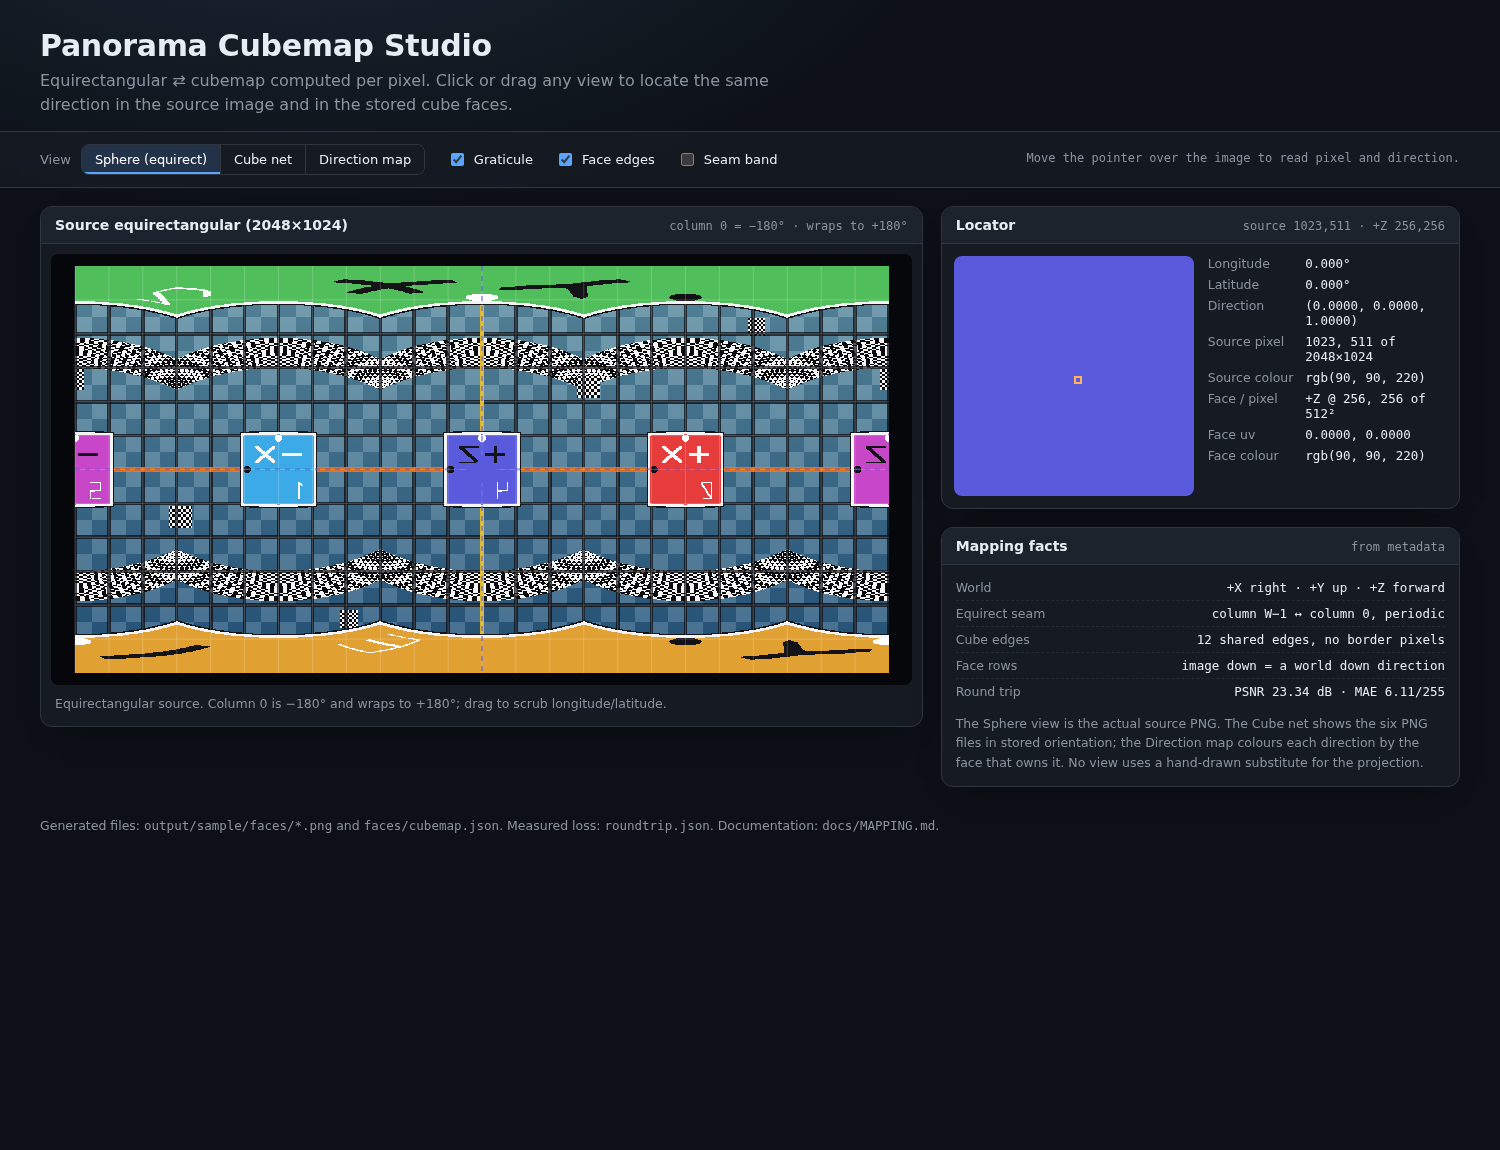 Panorama Cubemap Studio
Equirectangular ⇄ cubemap computed per pixel. Click or drag any view to locate the same
direction in the source image and in the stored cube faces.
View
Sphere (equirect)
Cube net
Direction map
Graticule
Face edges
Seam band
Move the pointer over the image to read pixel and direction.
Source equirectangular (2048×1024)
column 0 = −180° · wraps to +180°
−X
+Z
+X
Equirectangular source. Column 0 is −180° and wraps to +180°; drag to scrub longitude/latitude.
Locator
source 1023,511 · +Z 256,256
Longitude 0.000°
Latitude 0.000°
Direction (0.0000, 0.0000,
1.0000)
Source pixel 1023, 511 of
2048×1024
Source colour rgb(90, 90, 220)
Face / pixel +Z @ 256, 256 of
512²
Face uv 0.0000, 0.0000
Face colour rgb(90, 90, 220)
Mapping facts
from metadata
World +X right · +Y up · +Z forward
Equirect seam column W−1 ↔ column 0, periodic
Cube edges 12 shared edges, no border pixels
Face rows image down = a world down direction
Round trip PSNR 23.34 dB · MAE 6.11/255
The Sphere view is the actual source PNG. The Cube net shows the six PNG
files in stored orientation; the Direction map colours each direction by the
face that owns it. No view uses a hand-drawn substitute for the projection.
Generated files: output/sample/faces/*.png and faces/cubemap.json. Measured loss: roundtrip.json. Documentation: docs/MAPPING.md.